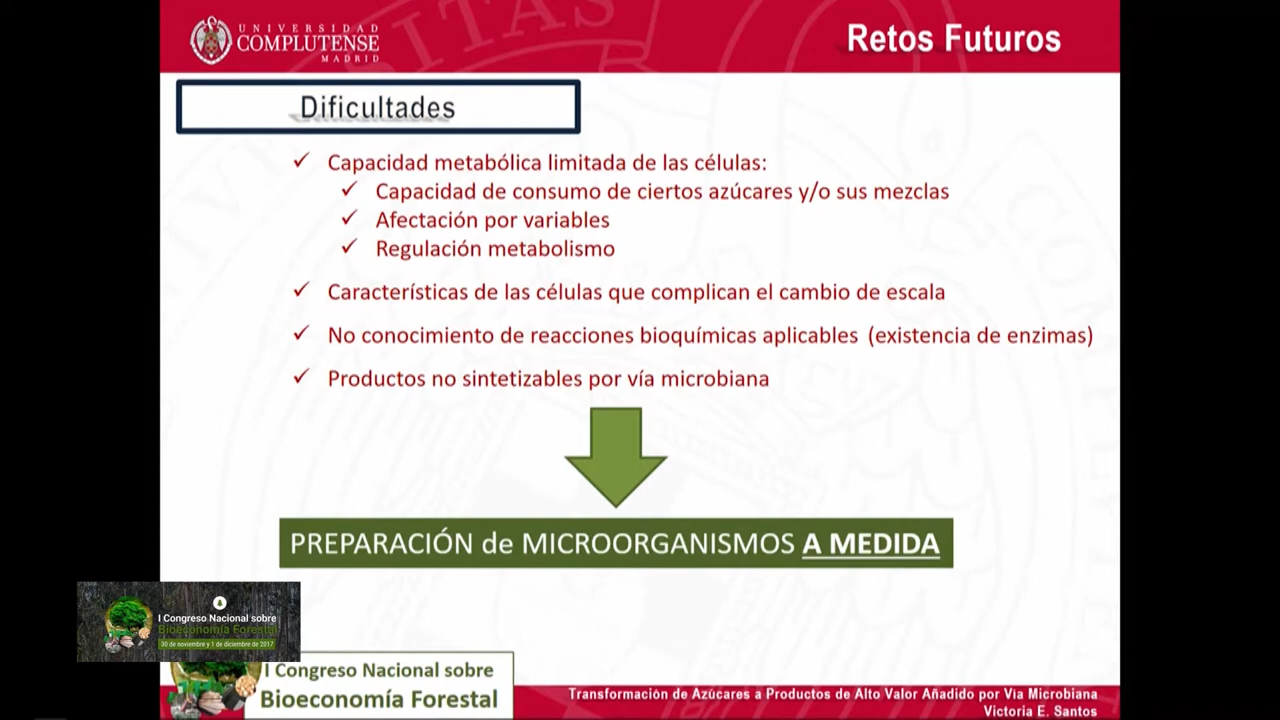 UNIVERSIDAD
COMPLUTENSE
MADRID
Retos Futuros
Dificultades
✓ Capacidad metabólica limitada de las células:
✓ Capacidad de consumo de ciertos azúcares y/o sus mezclas
✓ Afectación por variables
✓ Regulación metabolismo
✓ Características de las células que complican el cambio de escala
✓ No conocimiento de reacciones bioquímicas aplicables (existencia de enzimas)
✓ Productos no sintetizables por vía microbiana
PREPARACIÓN de MICROORGANISMOS A MEDIDA
I Congreso Nacional sobre
Bioeconomía Forestal
30 de noviembre y 1 de diciembre de 2017
I Congreso Nacional sobre
Bioeconomía Forestal
Transformación de Azúcares a Productos de Alto Valor Añadido por Vía Microbiana
Victoria E. Santos